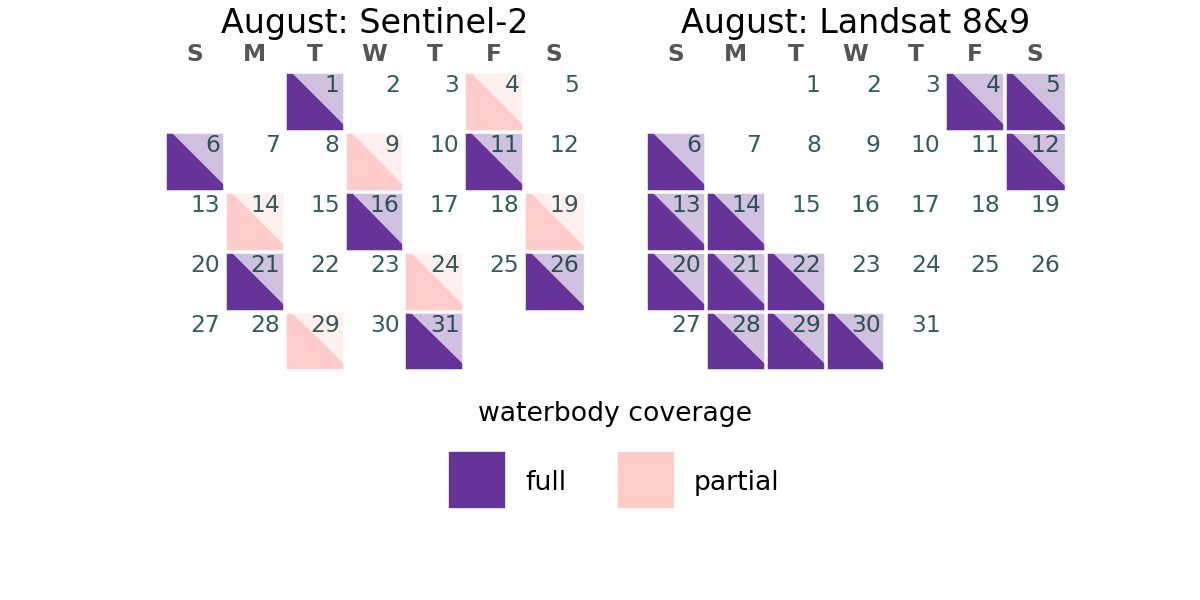 August: Sentinel-2
S M T W T F S
1 2 3 4 5
6 7 8 9 10 11 12
13 14 15 16 17 18 19
20 21 22 23 24 25 26
27 28 29 30 31
August: Landsat 8&9
S M T W T F S
1 2 3 4 5
6 7 8 9 10 11 12
13 14 15 16 17 18 19
20 21 22 23 24 25 26
27 28 29 30 31
waterbody coverage
full partial